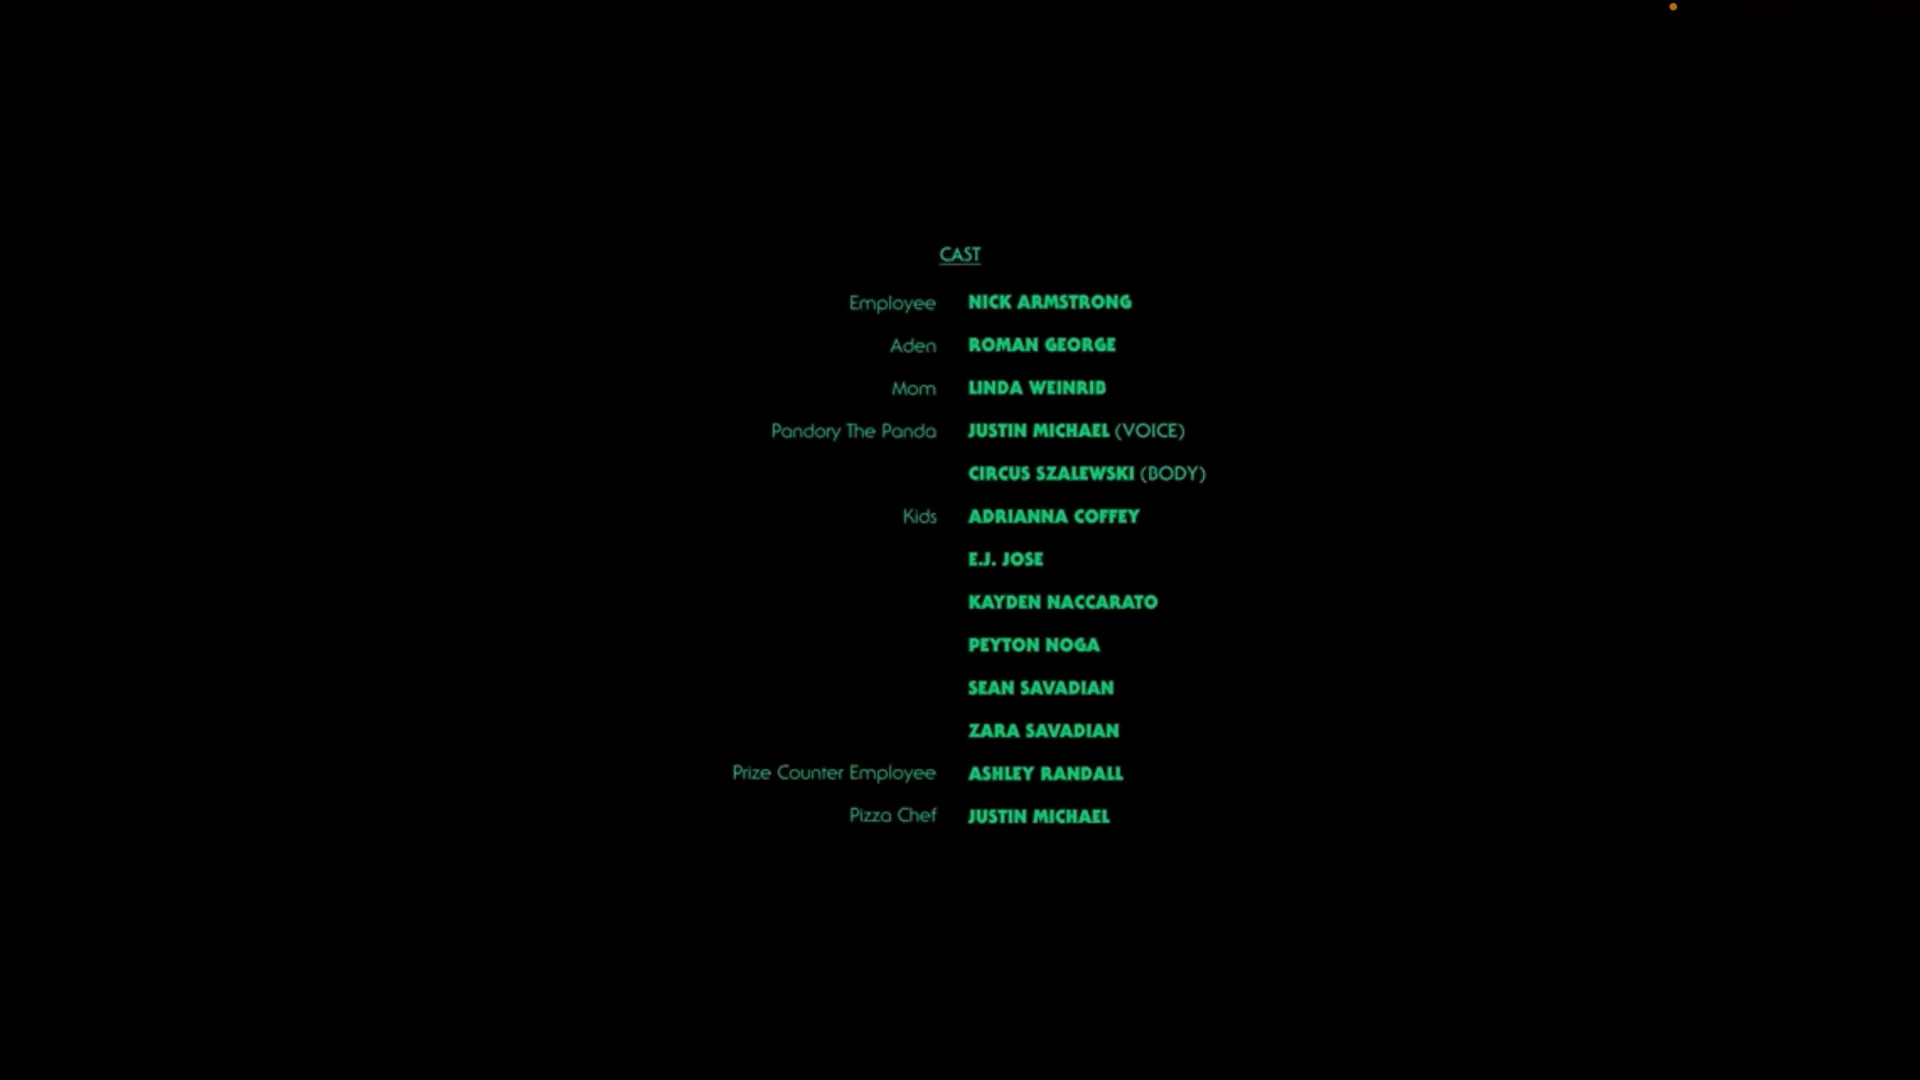 CAST
Employee NICK ARMSTRONG
Aden ROMAN GEORGE
Mom LINDA WEINRIB
Pandory The Panda JUSTIN MICHAEL (VOICE)
CIRCUS SZALEWSKI (BODY)
Kids ADRIANNA COFFEY
E.J. JOSE
KAYDEN NACCARATO
PEYTON NOGA
SEAN SAVADIAN
ZARA SAVADIAN
Prize Counter Employee ASHLEY RANDALL
Pizza Chef JUSTIN MICHAEL